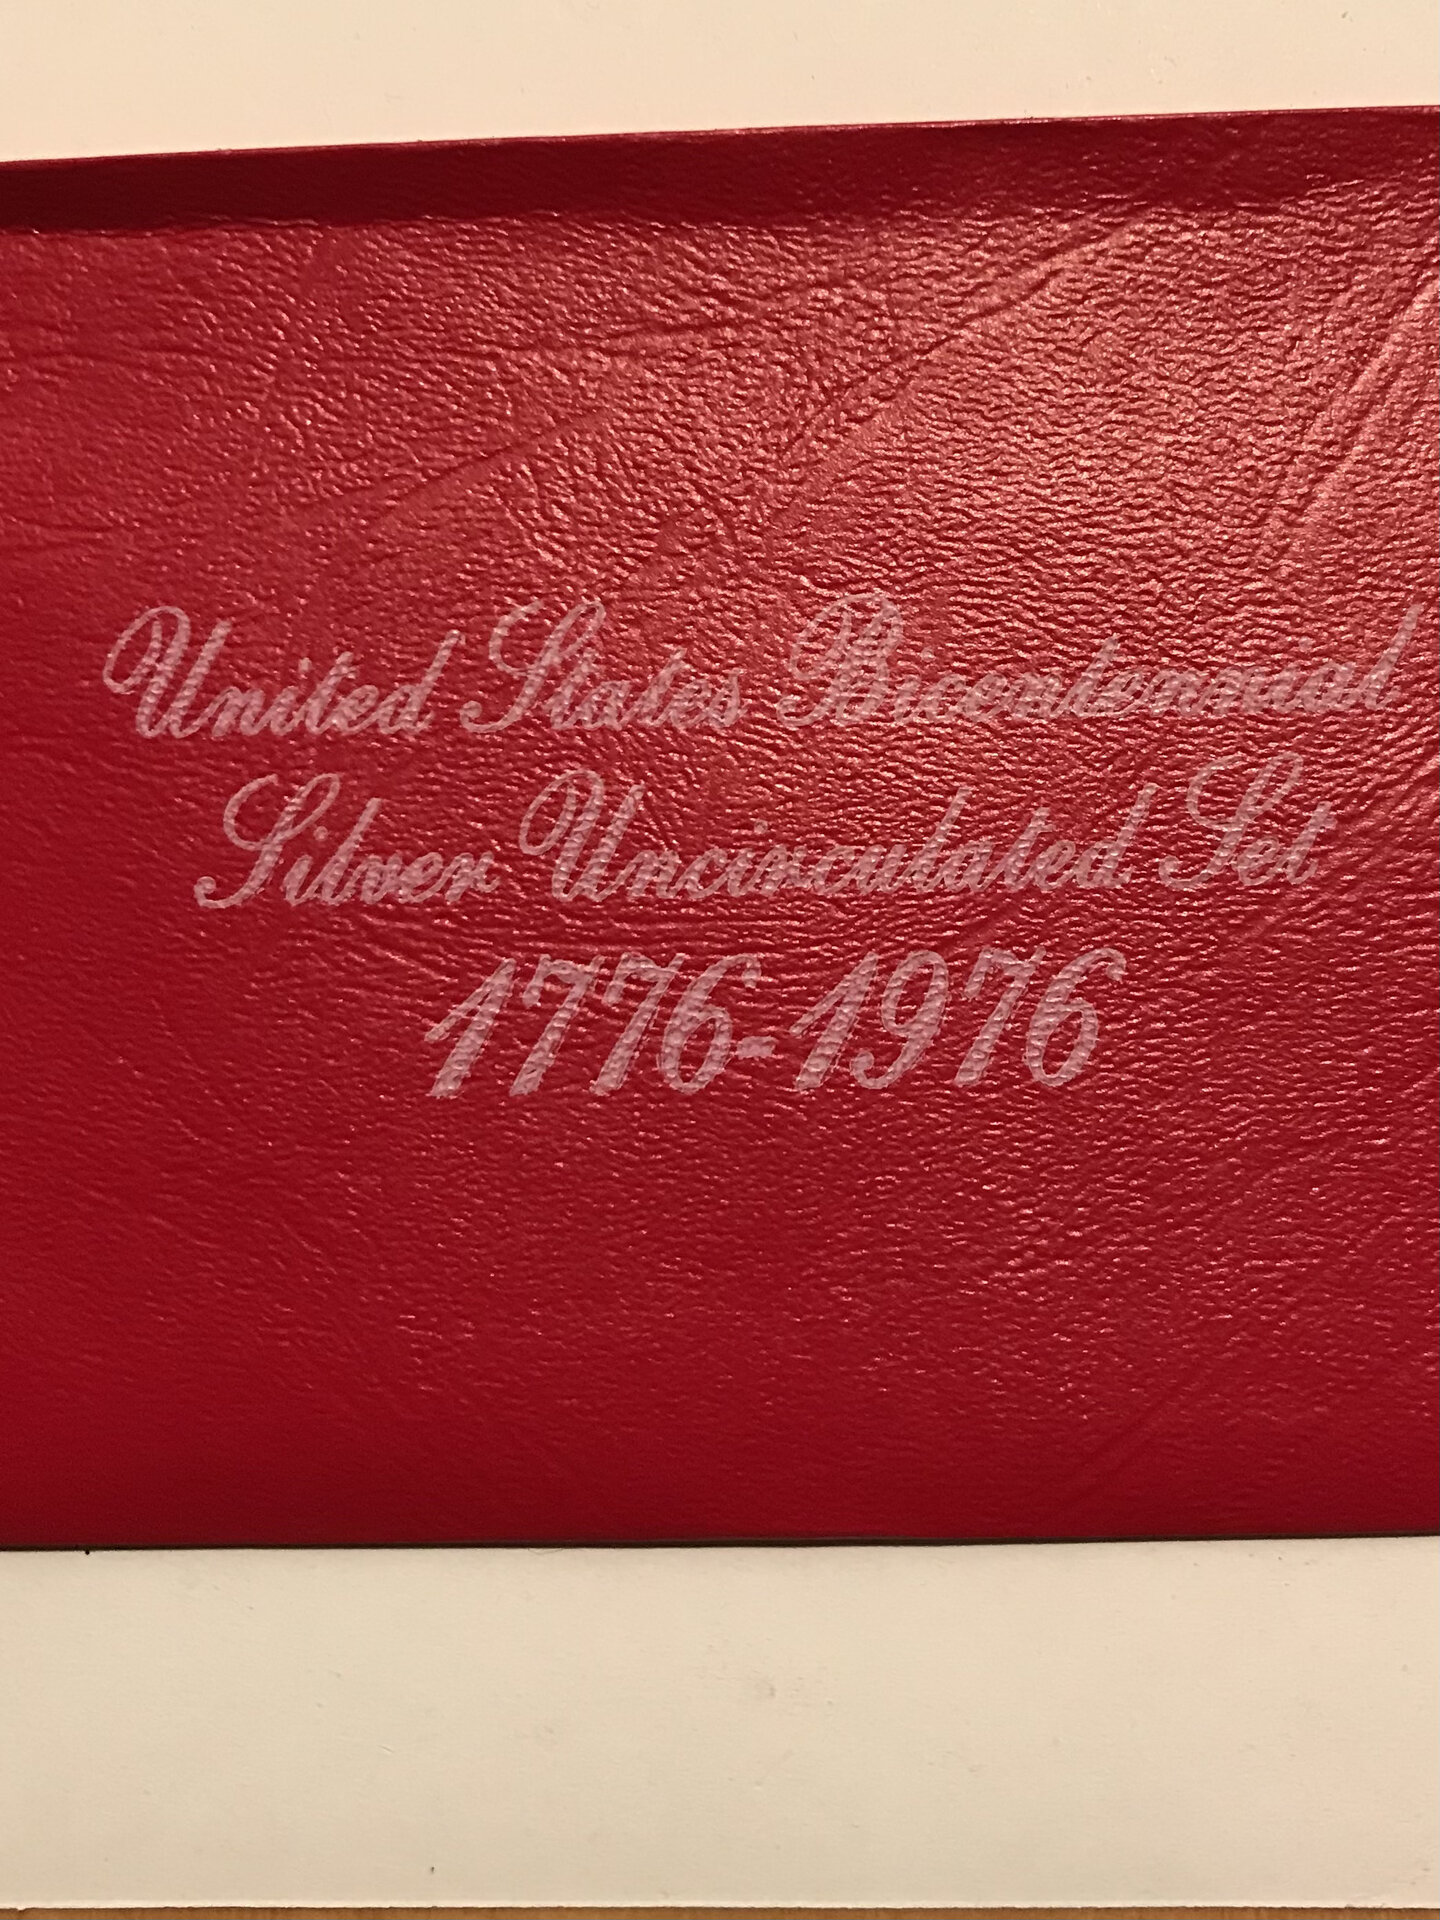 United States Bicentennial
Silver Uncirculated Set
1776-1976